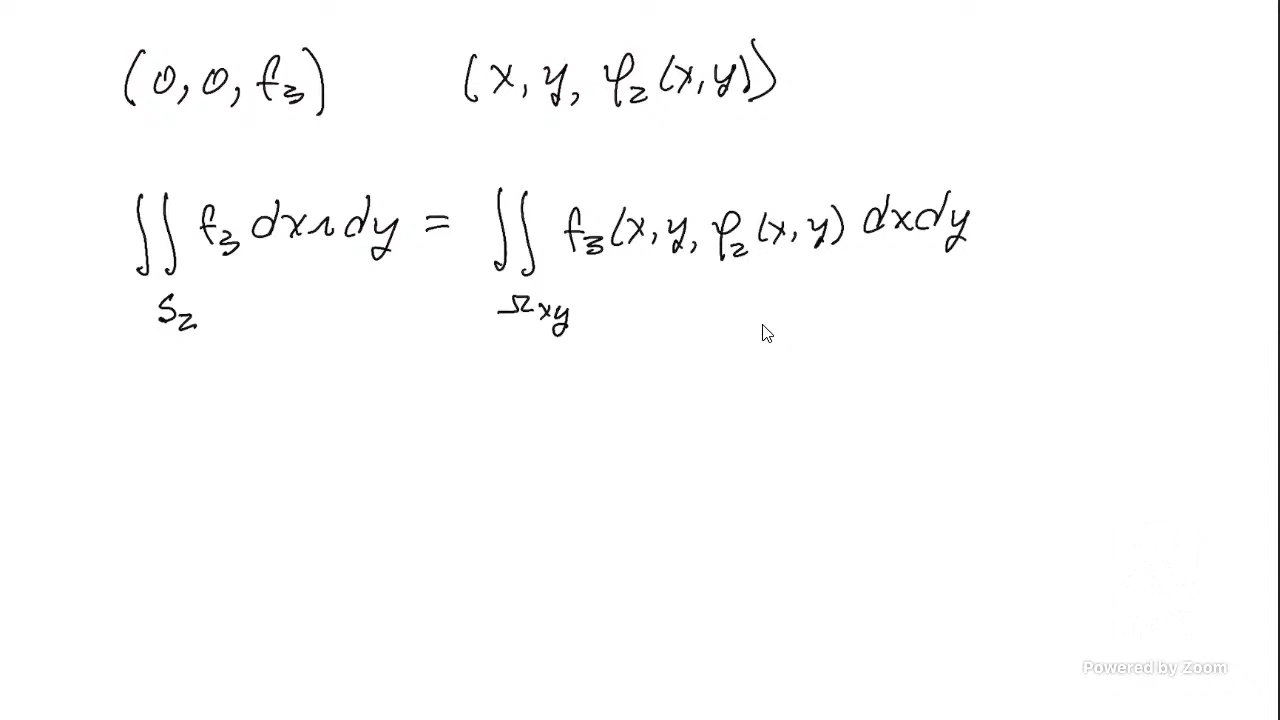 (0, 0, f₃) (x, y, φ₂(x, y))
∬ f₃ dx∧dy = ∬ f₃(x, y, φ₂(x, y) dxdy
S₂ Ωxy
Powered by Zoom